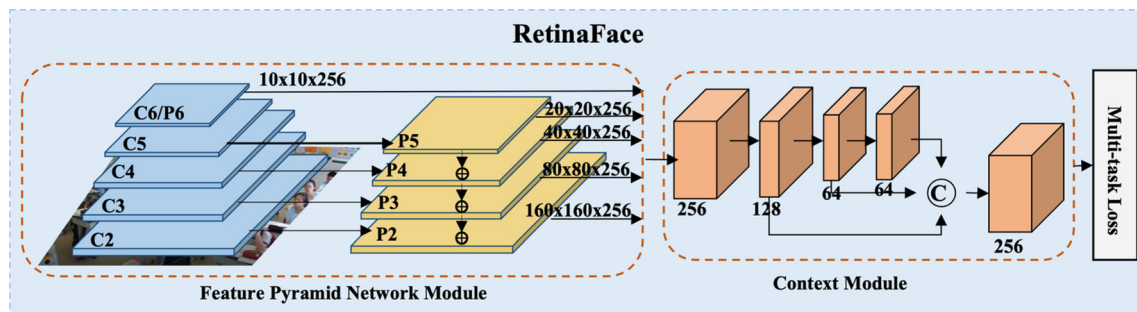 RetinaFace
10x10x256
C6/P6
C5
C4
C3
C2
P5
P4
P3
P2
20x20x256
40x40x256
80x80x256
160x160x256
Feature Pyramid Network Module
256
128
64
64
C
256
Context Module
Multi-task Loss